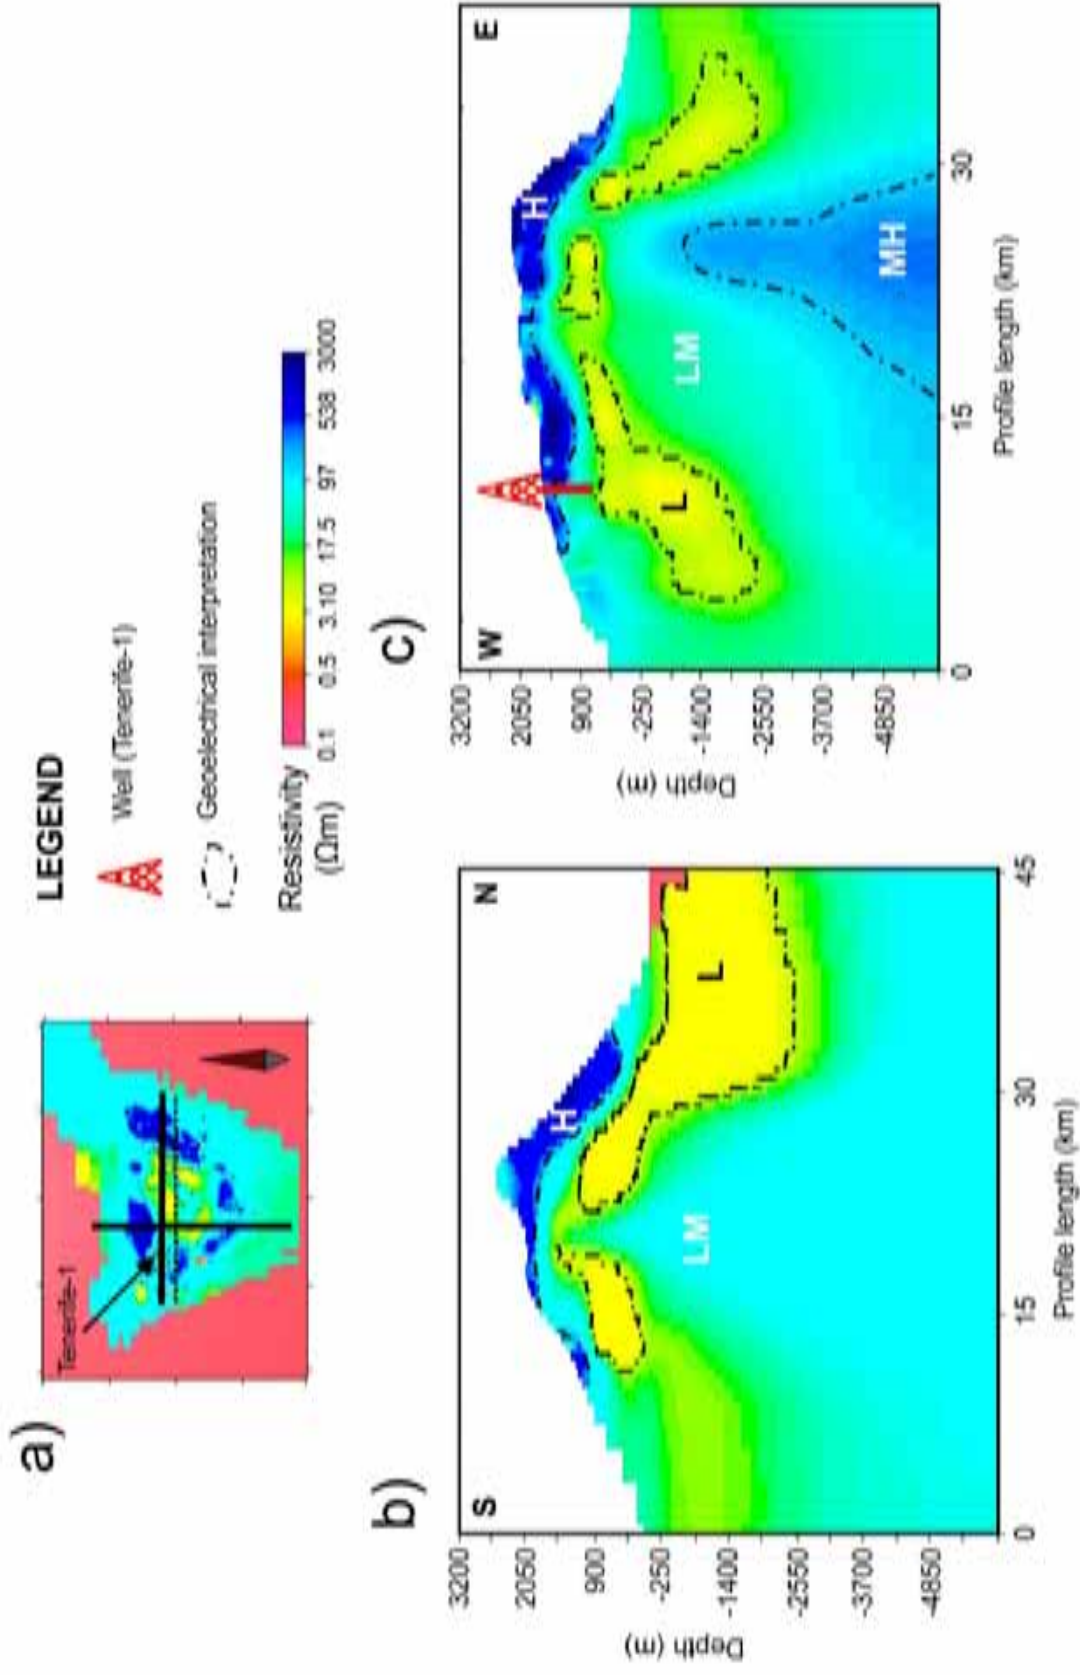 a)
Tenerife-1
LEGEND
Well (Tenerife-1)
Geoelectrical interpretation
Resistivity
(Ωm)
0.1 0.5 3.10 17.5 97 538 3000
b)
S N
3200
2050
900
-250
-1400
-2550
-3700
-4850
Depth (m)
H
L
LM
0 15 30 45
Profile length (km)
c)
W E
3200
2050
900
-250
-1400
-2550
-3700
-4850
Depth (m)
H
L
LM
MH
0 15 30
Profile length (km)